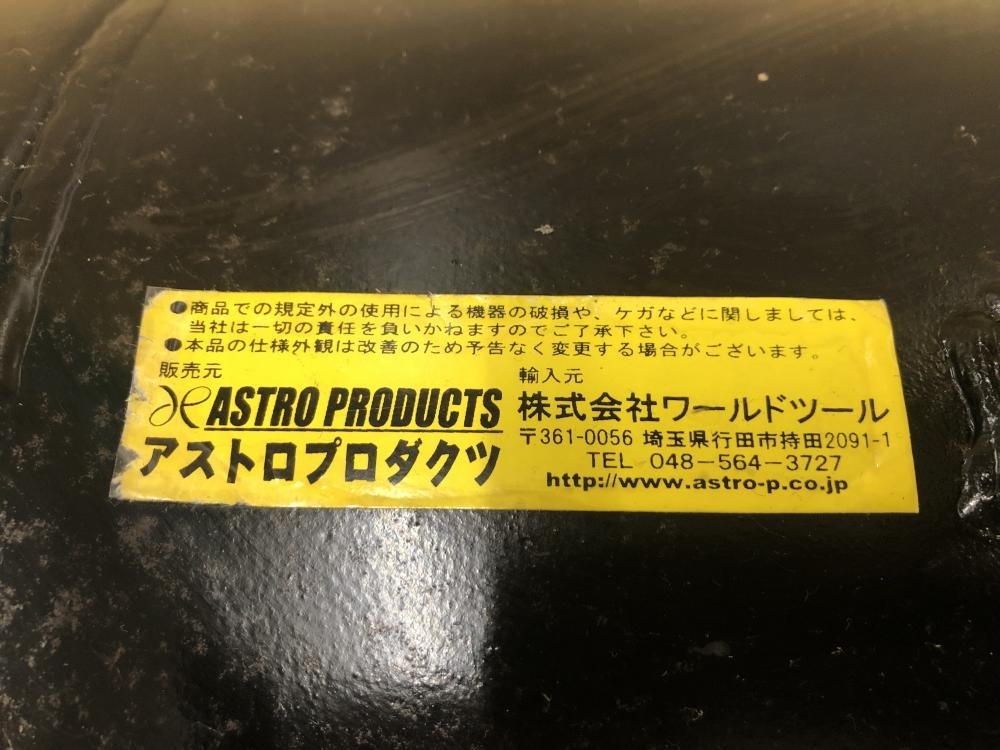 ●商品での規定外の使用による機器の破損や、ケガなどに関しましては、
当社は一切の責任を負いかねますのでご了承下さい。
●本品の仕様外観は改善のため予告なく変更する場合がございます。
販売元
ASTRO PRODUCTS
アストロプロダクツ
輸入元
株式会社ワールドツール
〒361-0056 埼玉県行田市持田2091-1
TEL 048-564-3727
http://www.astro-p.co.jp